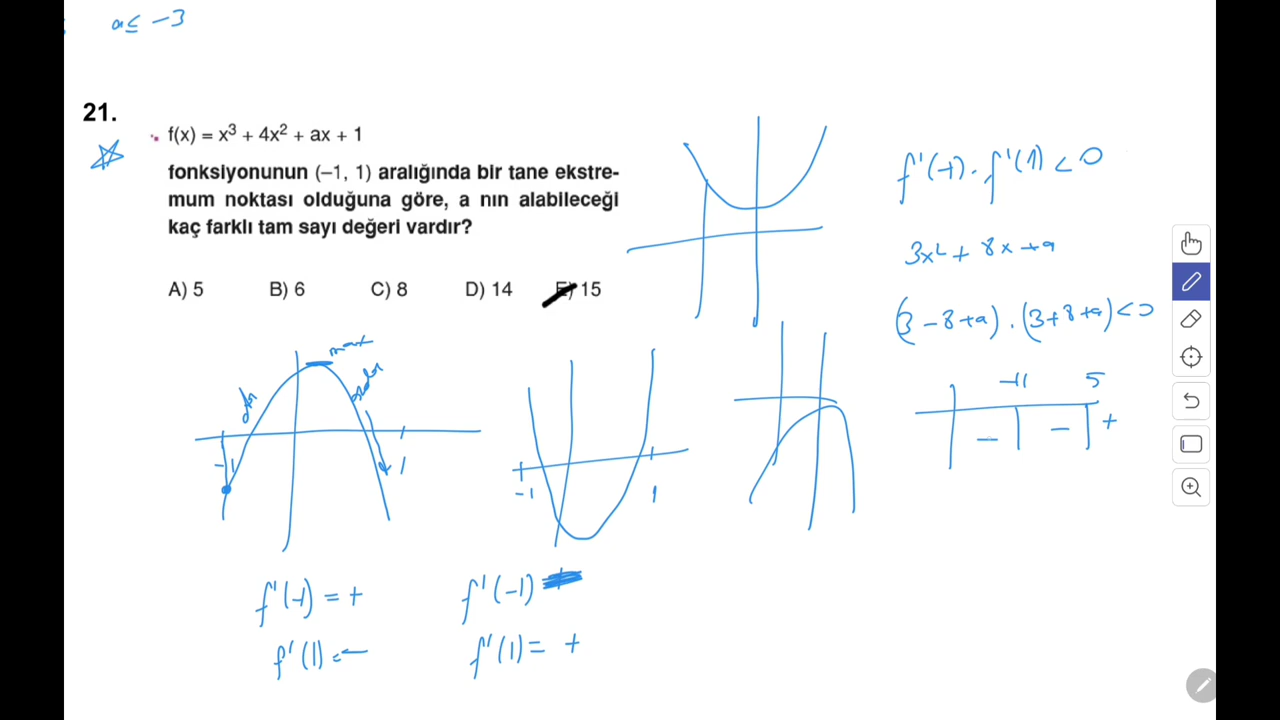 a ≤ -3
21.
f(x) = x³ + 4x² + ax + 1
fonksiyonunun (–1, 1) aralığında bir tane ekstre-
mum noktası olduğuna göre, a nın alabileceği
kaç farklı tam sayı değeri vardır?
A) 5 B) 6 C) 8 D) 14 E) 15
f'(-1) . f'(1) < 0
3x² + 8x + a
(3 - 8 + a) . (3 + 8 + a) < 0
-11 5
- - +
max
-1 1
-1 1
f'(-1) = +
f'(1) = -
f'(-1)
f'(1) = +